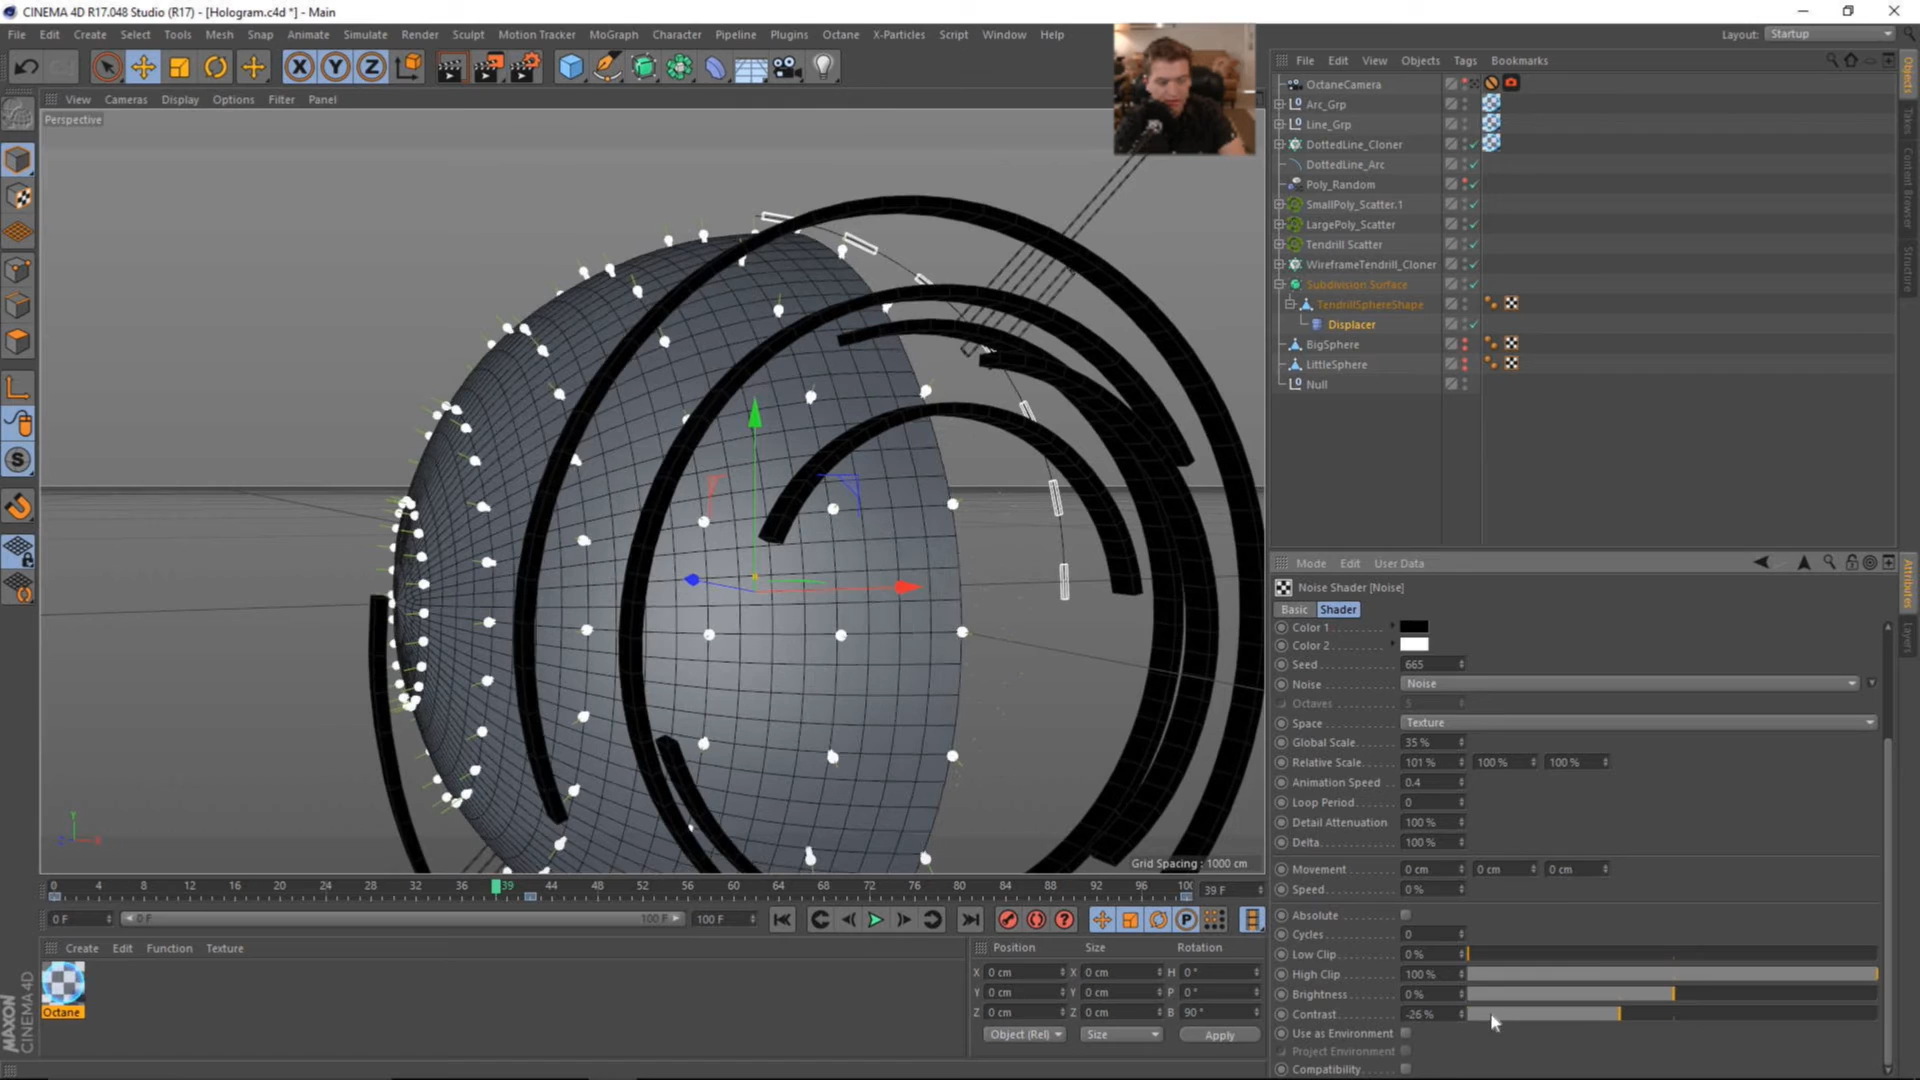 CINEMA 4D R17.048 Studio (R17) - [Hologram.c4d *] - Main
File Edit Create Select Tools Mesh Snap Animate Simulate Render Sculpt Motion Tracker MoGraph Character Pipeline Plugins Octane X-Particles Script Window Help
Layout: Startup
View Cameras Display Options Filter Panel
Perspective
Grid Spacing : 1000 cm
0 4 8 12 16 20 24 28 32 36 39 44 48 52 56 60 64 68 72 76 80 84 88 92 96 100 39 F
0 F 0 F 100 F 100 F
Create Edit Function Texture
Octane
MAXON
CINEMA 4D
Position Size Rotation
X 0 cm X 0 cm H 0 °
Y 0 cm Y 0 cm P 0 °
Z 0 cm Z 0 cm B 90 °
Object (Rel) Size Apply
File Edit View Objects Tags Bookmarks
OctaneCamera
Arc_Grp
Line_Grp
DottedLine_Cloner
DottedLine_Arc
Poly_Random
SmallPoly_Scatter.1
LargePoly_Scatter
Tendrill Scatter
WireframeTendrill_Cloner
Subdivision Surface
TendrillSphereShape
Displacer
BigSphere
LittleSphere
Null
Objects
Takes
Content Browser
Structure
Mode Edit User Data
Noise Shader [Noise]
Basic Shader
Color 1
Color 2
Seed 665
Noise Noise
Octaves 5
Space Texture
Global Scale 35 %
Relative Scale 101 % 100 % 100 %
Animation Speed 0.4
Loop Period 0
Detail Attenuation 100 %
Delta 100 %
Movement 0 cm 0 cm 0 cm
Speed 0 %
Absolute
Cycles 0
Low Clip 0 %
High Clip 100 %
Brightness 0 %
Contrast -26 %
Use as Environment
Project Environment
Compatibility
Attributes
Layers